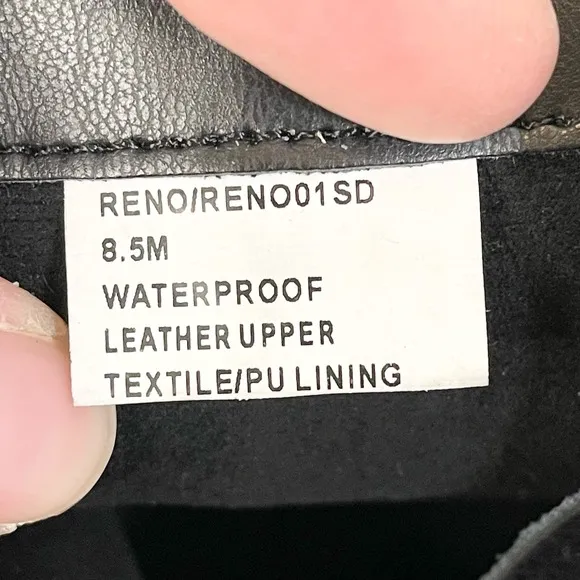 RENO/RENO01SD
8.5M
WATERPROOF
LEATHER UPPER
TEXTILE/PU LINING